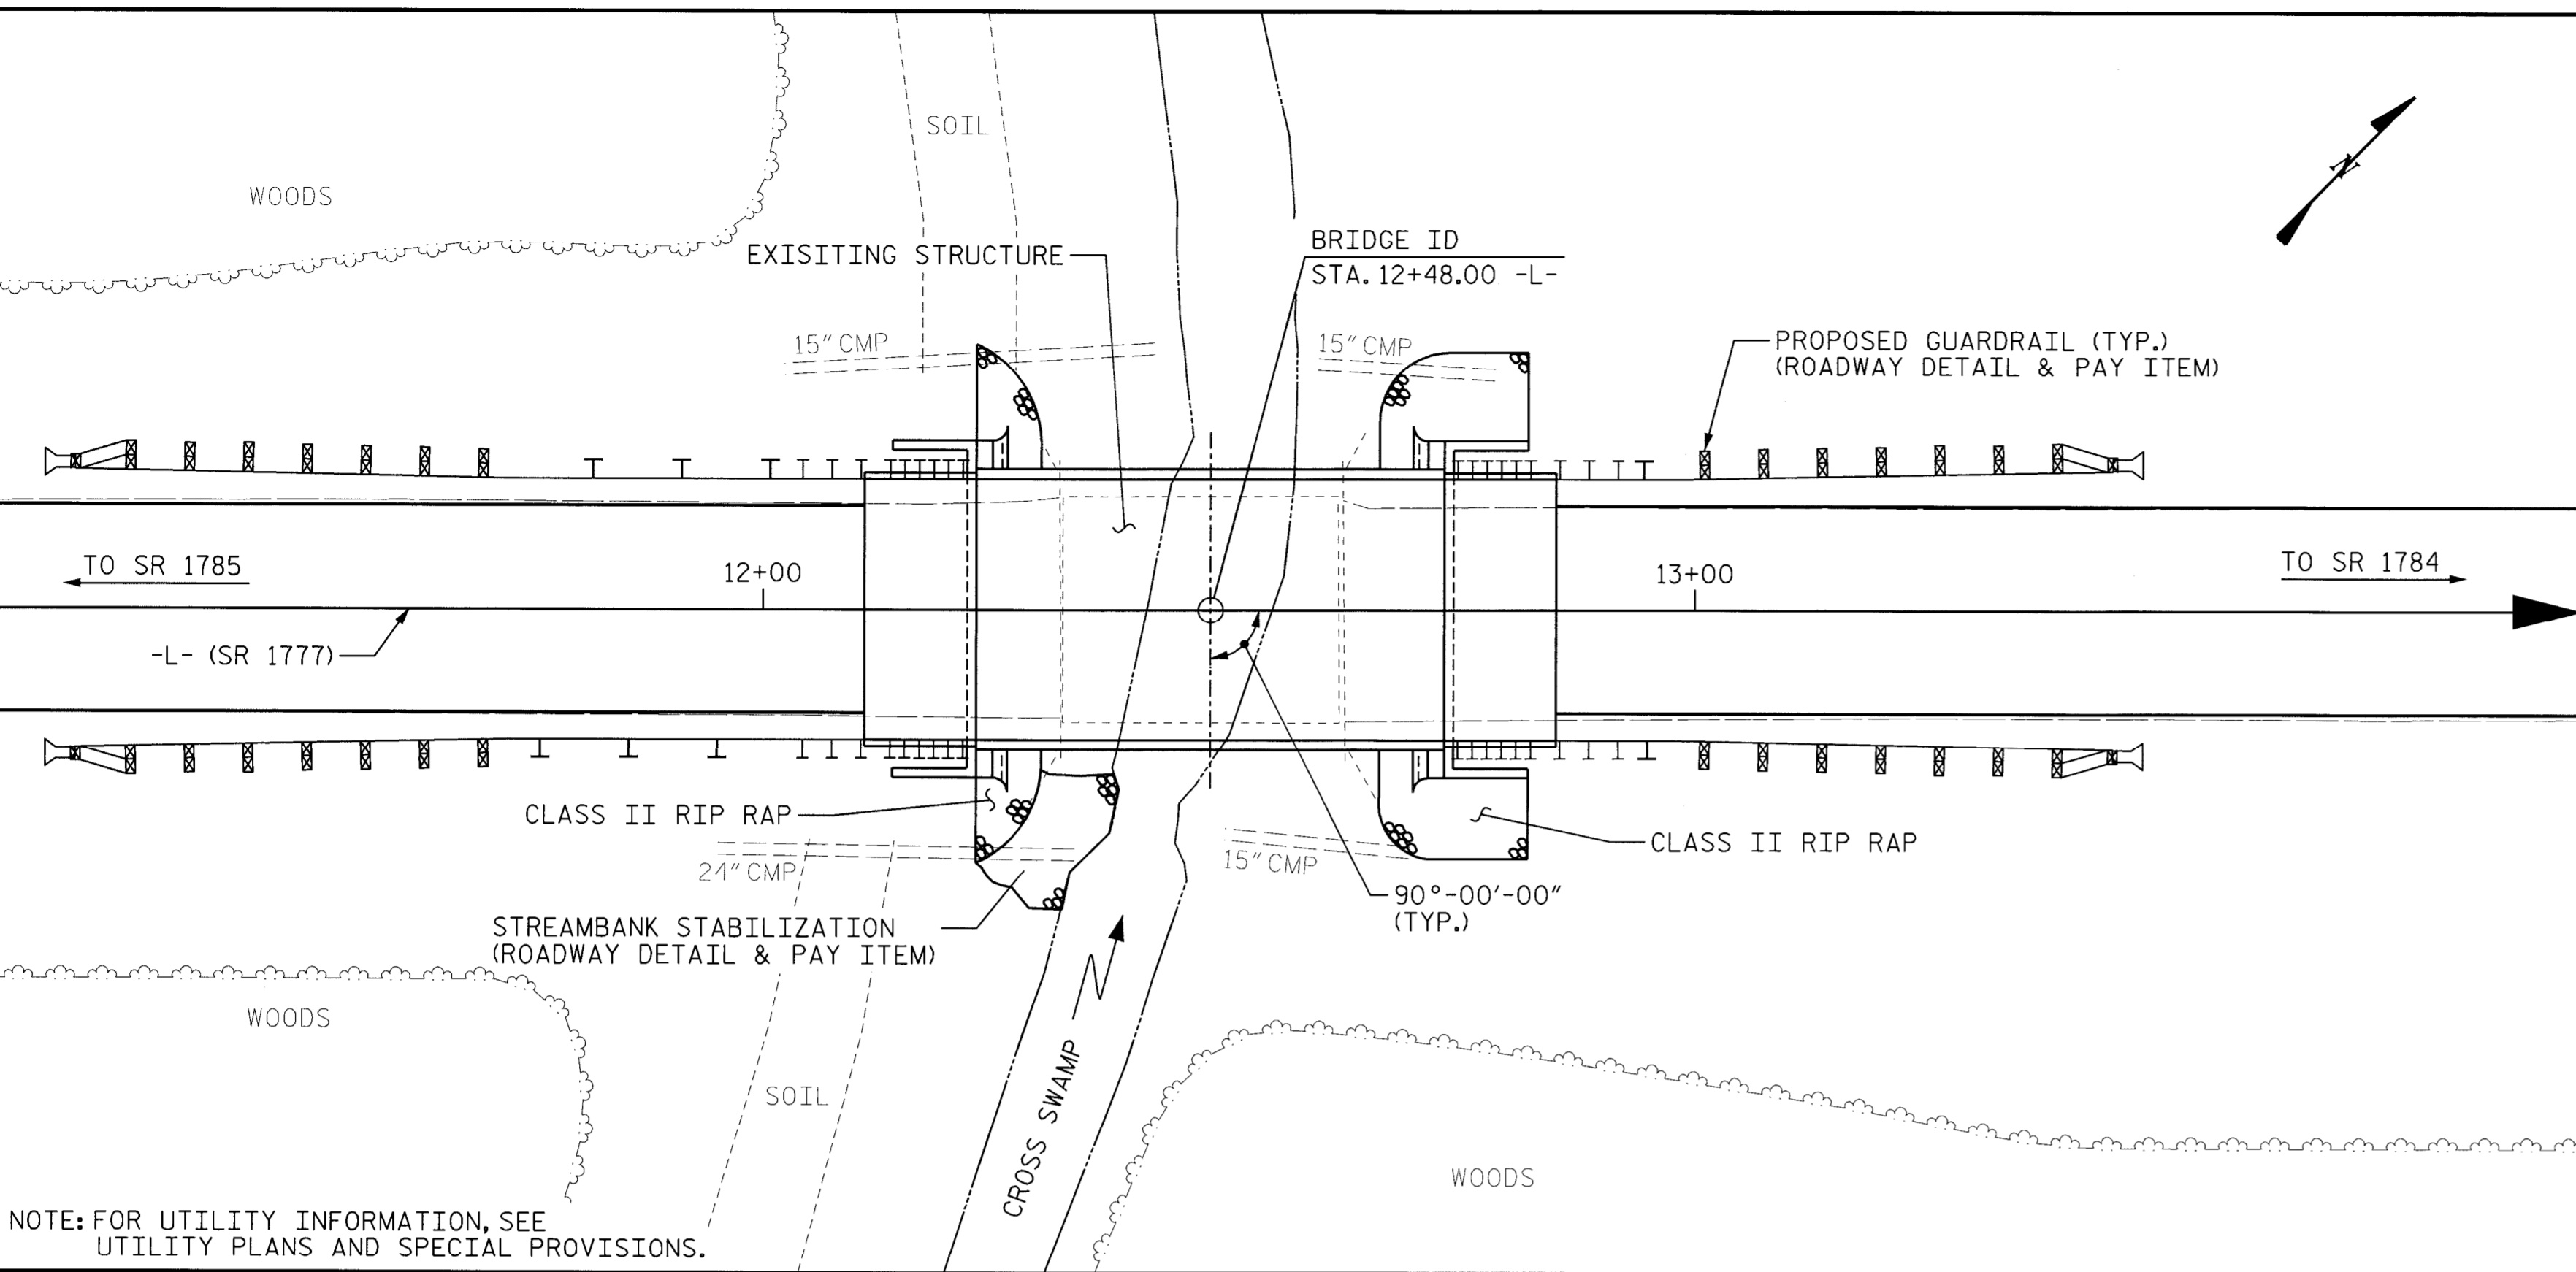 SOIL
WOODS
N
EXISITING STRUCTURE
BRIDGE ID
STA. 12+48.00 -L-
15" CMP
15" CMP
PROPOSED GUARDRAIL (TYP.)
(ROADWAY DETAIL & PAY ITEM)
TO SR 1785
12+00
13+00
TO SR 1784
-L- (SR 1777)
CLASS II RIP RAP
CLASS II RIP RAP
24" CMP
15" CMP
90°-00'-00"
(TYP.)
STREAMBANK STABILIZATION
(ROADWAY DETAIL & PAY ITEM)
WOODS
SOIL
CROSS SWAMP
WOODS
NOTE: FOR UTILITY INFORMATION, SEE
UTILITY PLANS AND SPECIAL PROVISIONS.